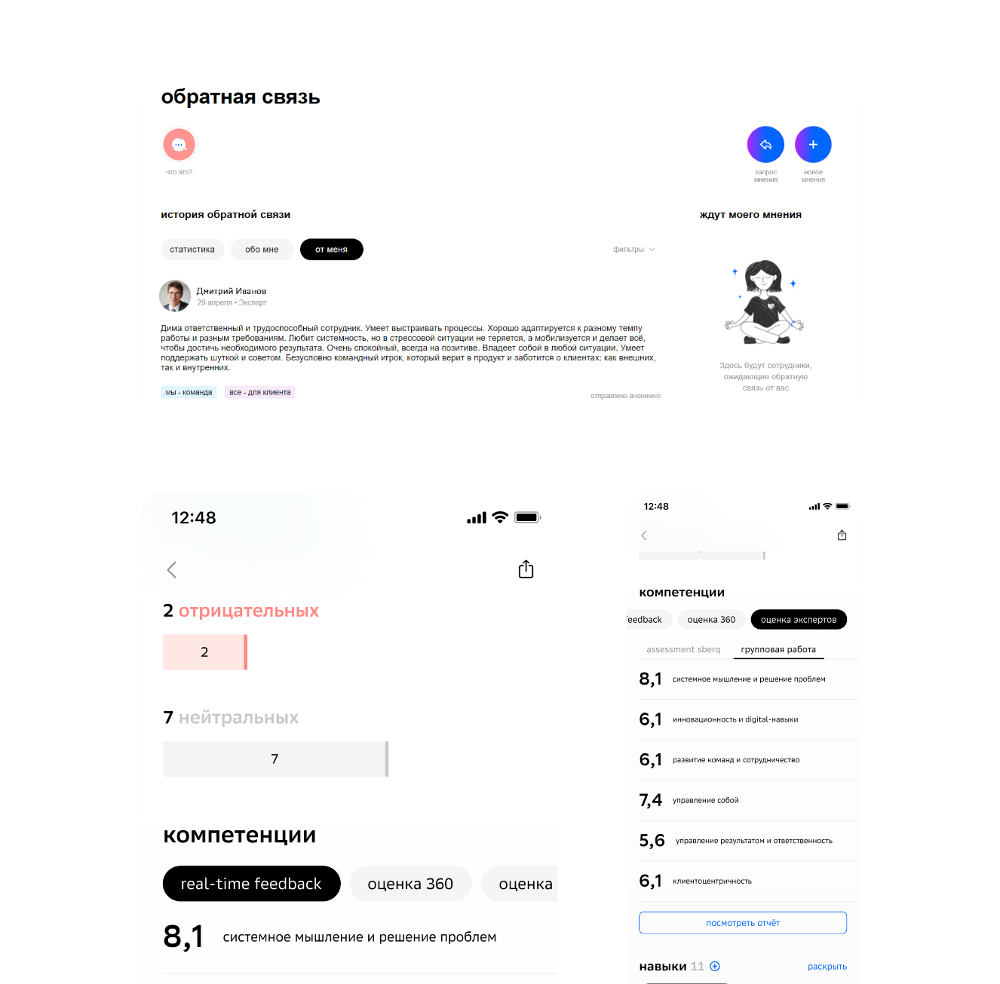 обратная связь
что это?
запрос
мнения
новое
мнение
история обратной связи
ждут моего мнения
статистика
обо мне
от меня
фильтры
Дмитрий Иванов
29 апреля • Эксперт
Дима ответственный и трудоспособный сотрудник. Умеет выстраивать процессы. Хорошо адаптируется к разному темпу
работы и разным требованиям. Любит системность, но в стрессовой ситуации не теряется, а мобилизуется и делает всё,
чтобы достичь необходимого результата. Очень спокойный, всегда на позитиве. Владеет собой в любой ситуации. Умеет
поддержать шуткой и советом. Безусловно командный игрок, который верит в продукт и заботится о клиентах: как внешних,
так и внутренних.
мы - команда
все - для клиента
отправлено анонимно
Здесь будут сотрудники,
ожидающие обратную
связь от вас
12:48
2 отрицательных
2
7 нейтральных
7
компетенции
real-time feedback
оценка 360
оценка
8,1 системное мышление и решение проблем
12:48
компетенции
feedback
оценка 360
оценка экспертов
assessment sberq
групповая работа
8,1 системное мышление и решение проблем
6,1 инновационность и digital-навыки
6,1 развитие команд и сотрудничество
7,4 управление собой
5,6 управление результатом и ответственность
6,1 клиентоцентричность
посмотреть отчёт
навыки 11
раскрыть